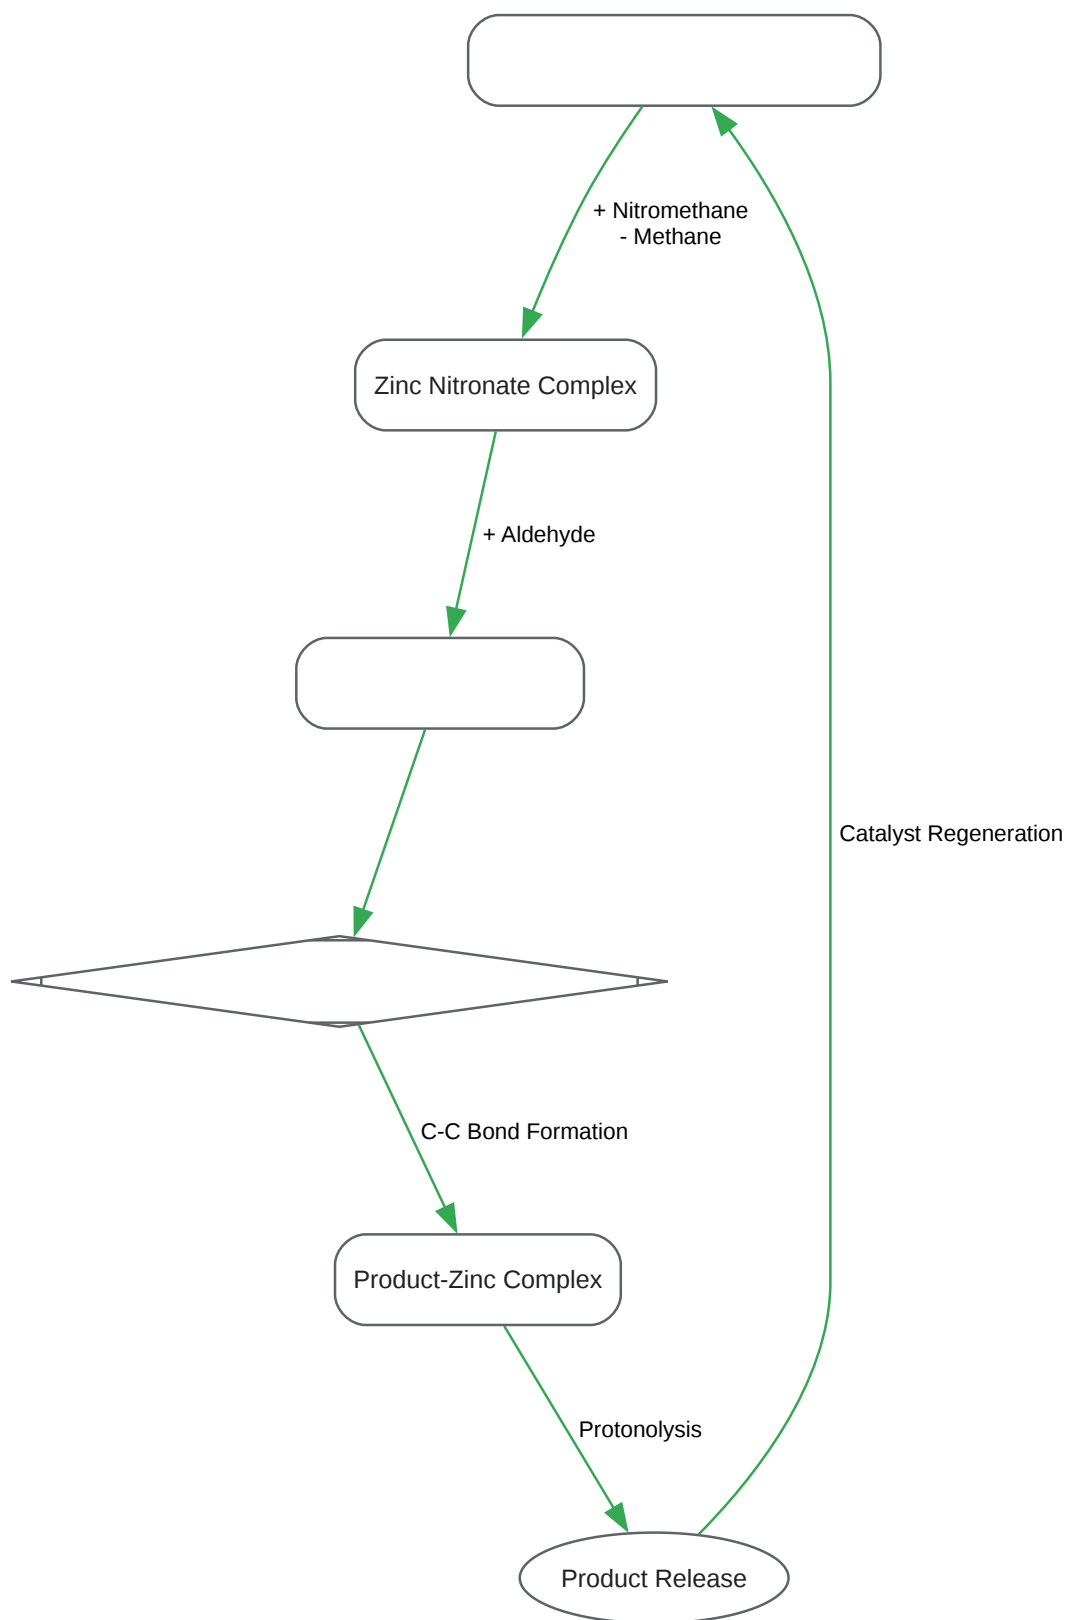 + Nitromethane
- Methane
Zinc Nitronate Complex
+ Aldehyde
Catalyst Regeneration
C-C Bond Formation
Product-Zinc Complex
Protonolysis
Product Release